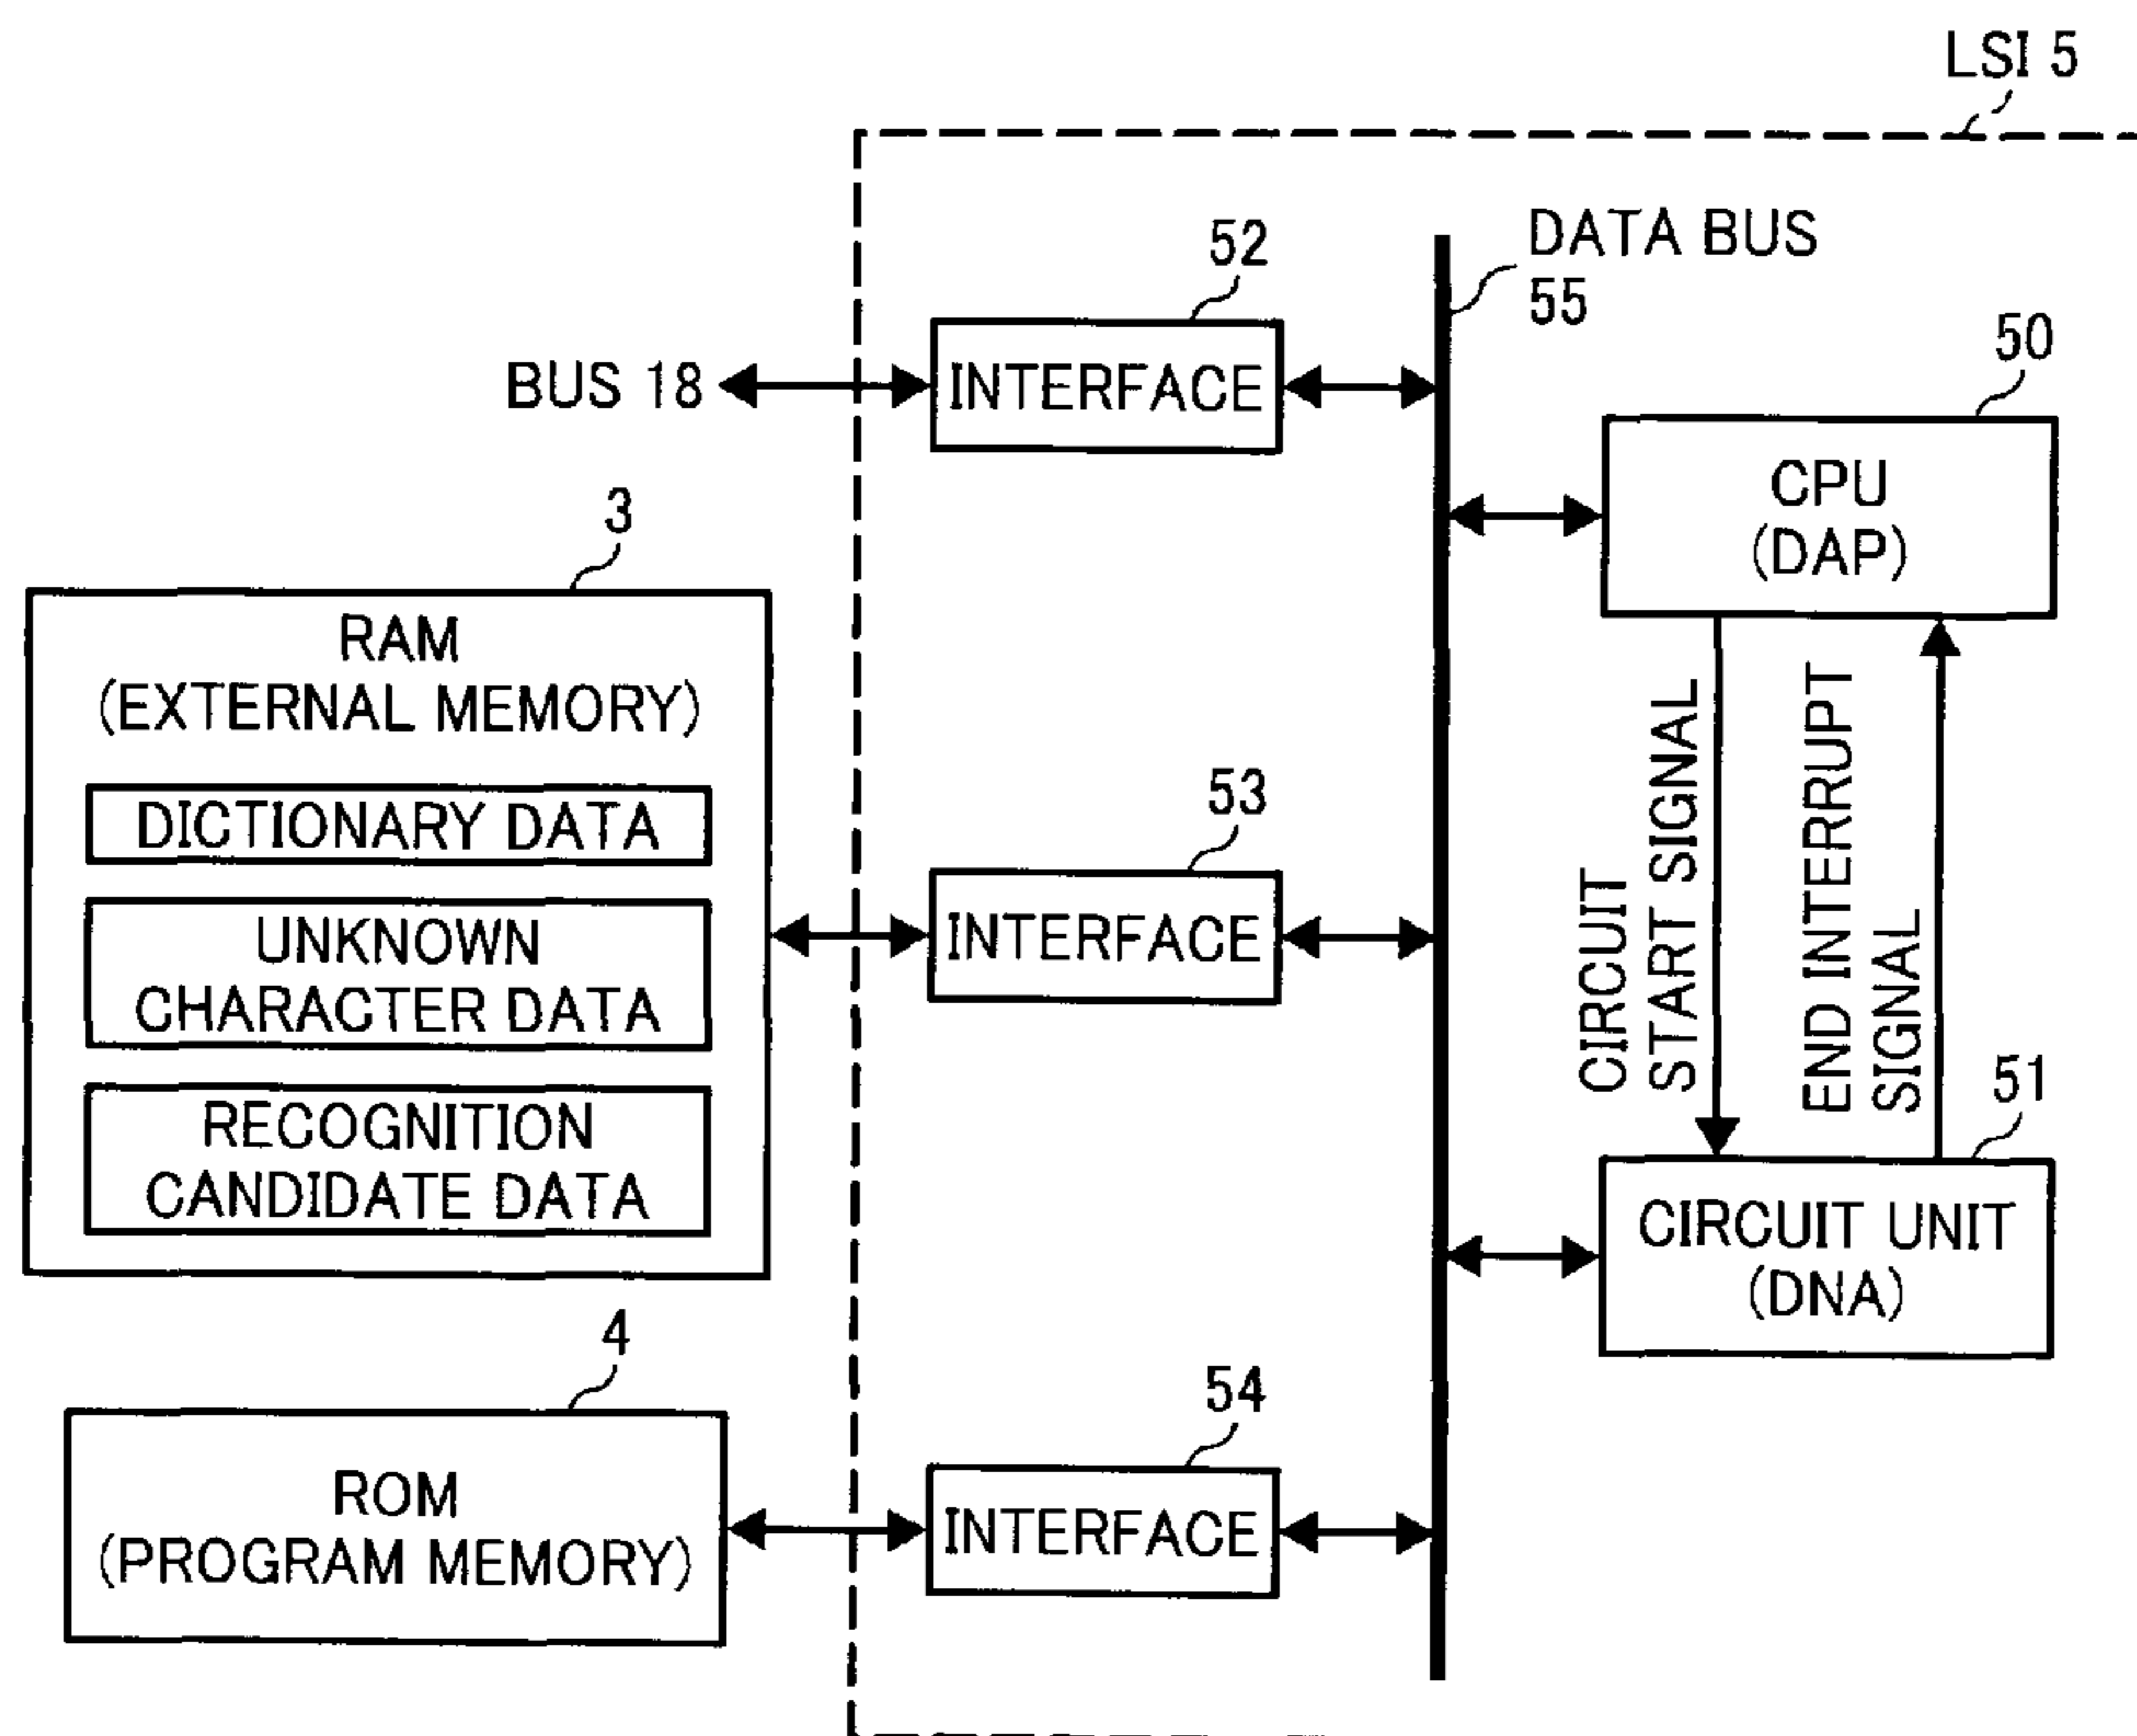 LSI 5
DATA BUS
55
52
BUS 18
INTERFACE
50
CPU
(DAP)
3
RAM
(EXTERNAL MEMORY)
DICTIONARY DATA
UNKNOWN
CHARACTER DATA
RECOGNITION
CANDIDATE DATA
53
INTERFACE
CIRCUIT
START SIGNAL
END INTERRUPT
SIGNAL
51
CIRCUIT UNIT
(DNA)
4
ROM
(PROGRAM MEMORY)
54
INTERFACE